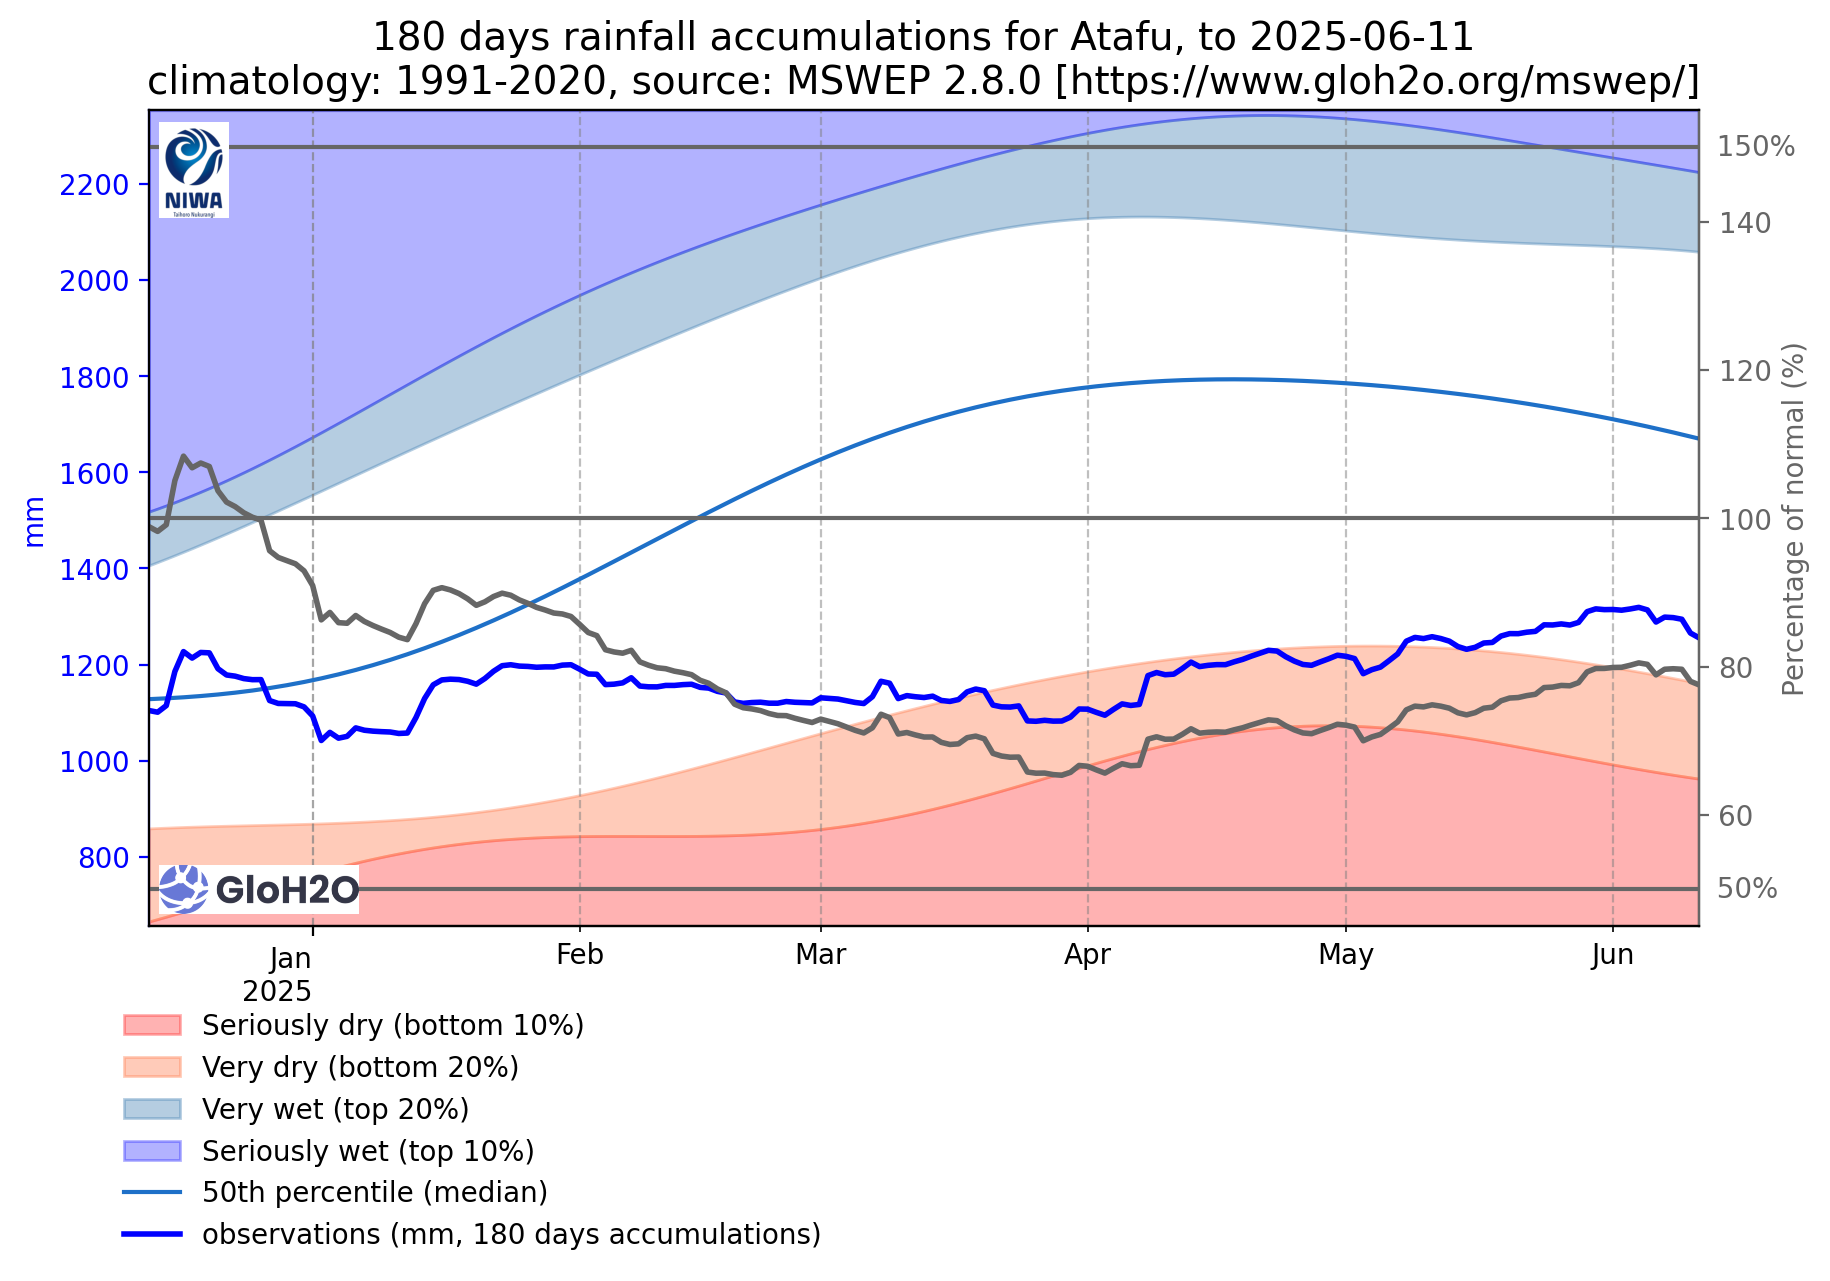 180 days rainfall accumulations for Atafu, to 2025-06-11
climatology: 1991-2020, source: MSWEP 2.8.0 [https://www.gloh2o.org/mswep/]
NIWA
Taihoro Nukurangi
2200
2000
1800
1600
1400
1200
1000
800
mm
150%
140
120
100
80
60
50%
Percentage of normal (%)
GloH2O
Jan
2025
Feb
Mar
Apr
May
Jun
Seriously dry (bottom 10%)
Very dry (bottom 20%)
Very wet (top 20%)
Seriously wet (top 10%)
50th percentile (median)
observations (mm, 180 days accumulations)